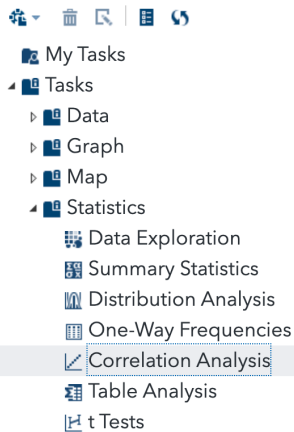 My Tasks
Tasks
Data
Graph
Map
Statistics
Data Exploration
Summary Statistics
Distribution Analysis
One-Way Frequencies
Correlation Analysis
Table Analysis
t Tests